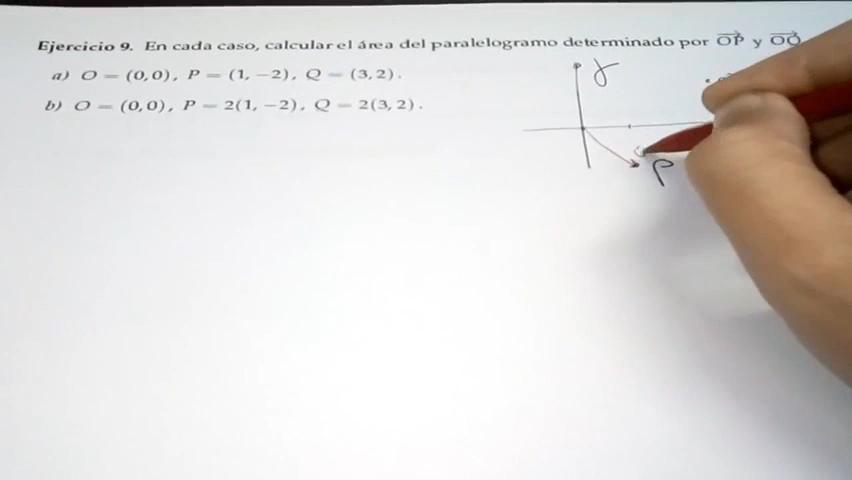 Ejercicio 9. En cada caso, calcular el área del paralelogramo determinado por OP y OQ
a) O = (0,0), P = (1, −2), Q = (3, 2).
b) O = (0,0), P = 2(1, −2), Q = 2(3, 2).
P